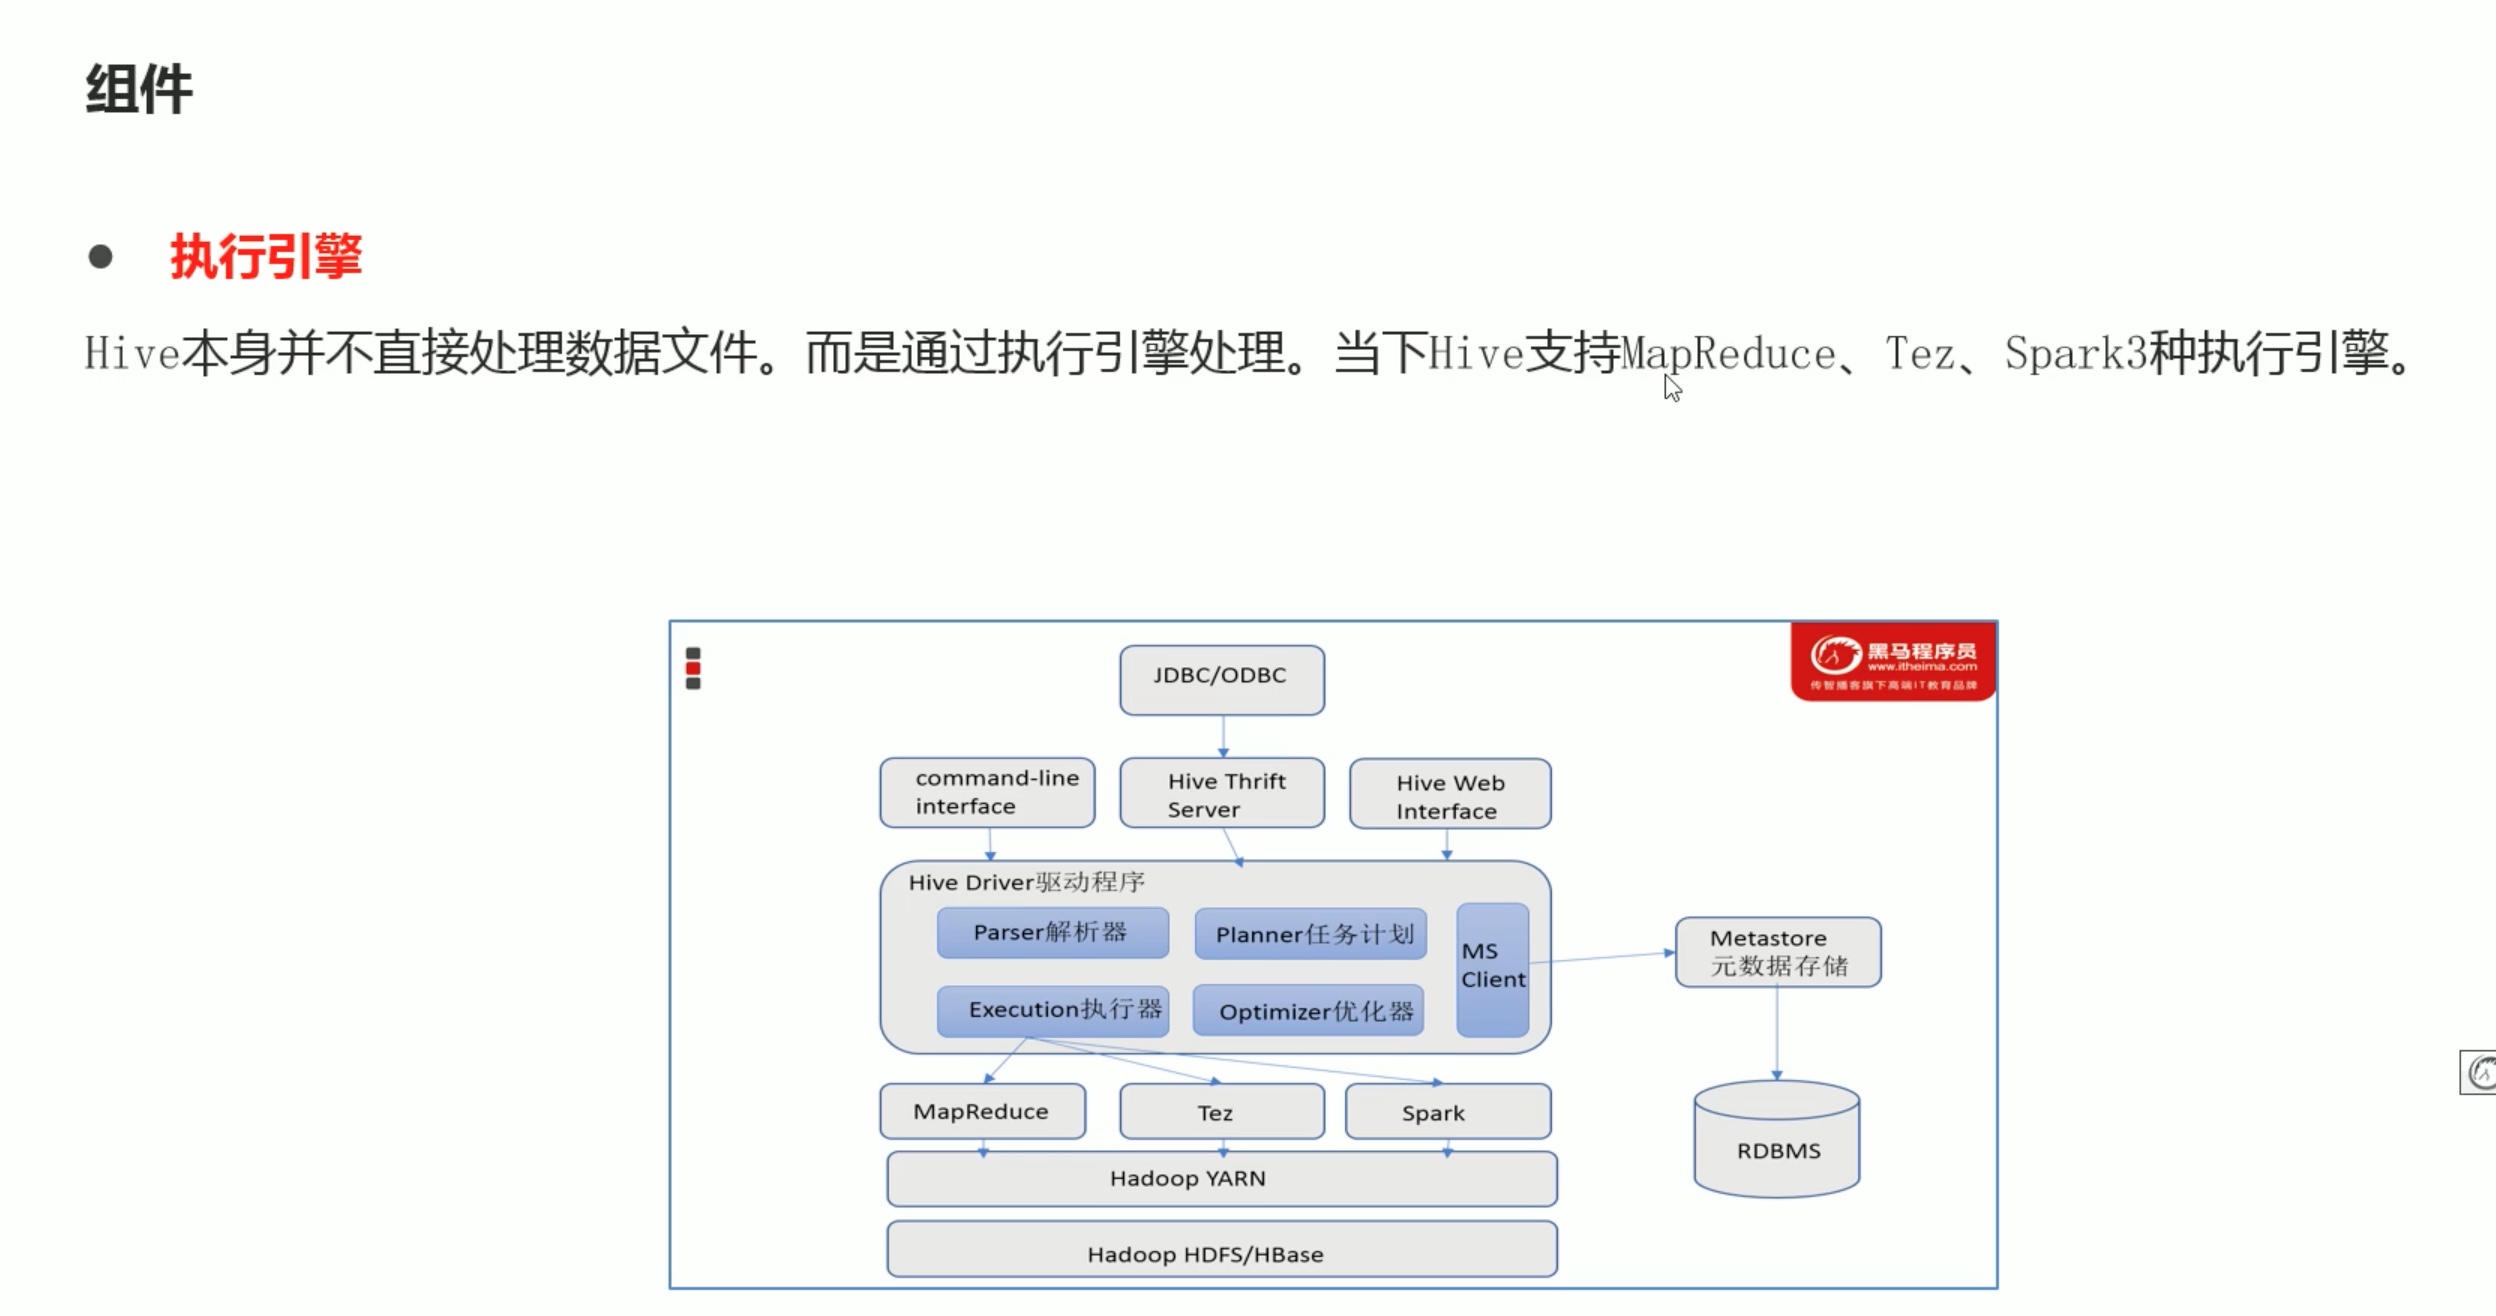 组件
执行引擎
Hive本身并不直接处理数据文件。而是通过执行引擎处理。当下Hive支持MapReduce、Tez、Spark3种执行引擎。
黑马程序员
www.itheima.com
传智播客旗下高端IT教育品牌
JDBC/ODBC
command-line
interface
Hive Thrift
Server
Hive Web
Interface
Hive Driver驱动程序
Parser解析器
Planner任务计划
MS
Client
Execution执行器
Optimizer优化器
Metastore
元数据存储
MapReduce
Tez
Spark
RDBMS
Hadoop YARN
Hadoop HDFS/HBase